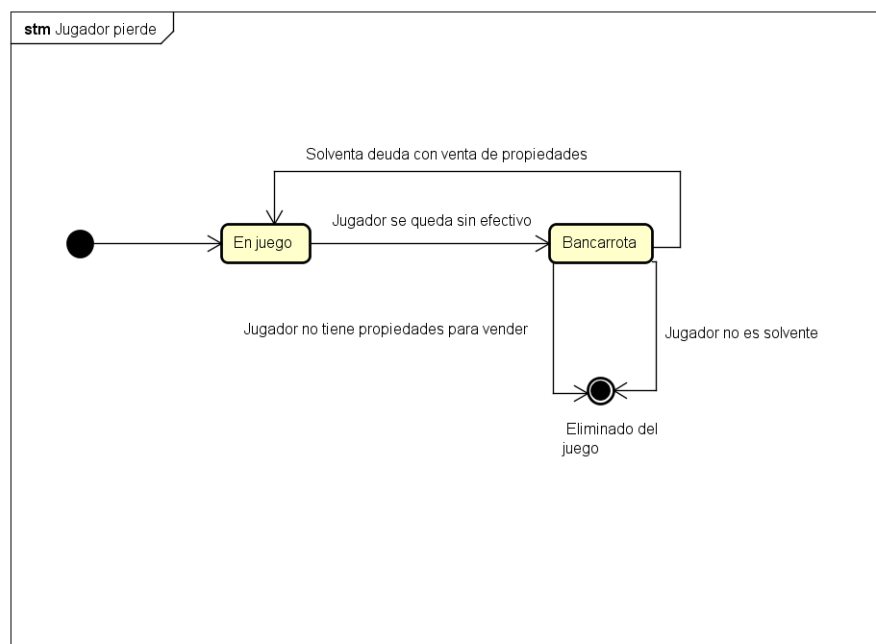 stm Jugador pierde
Solventa deuda con venta de propiedades
Jugador se queda sin efectivo
En juego
Bancarrota
Jugador no tiene propiedades para vender
Jugador no es solvente
Eliminado del
juego